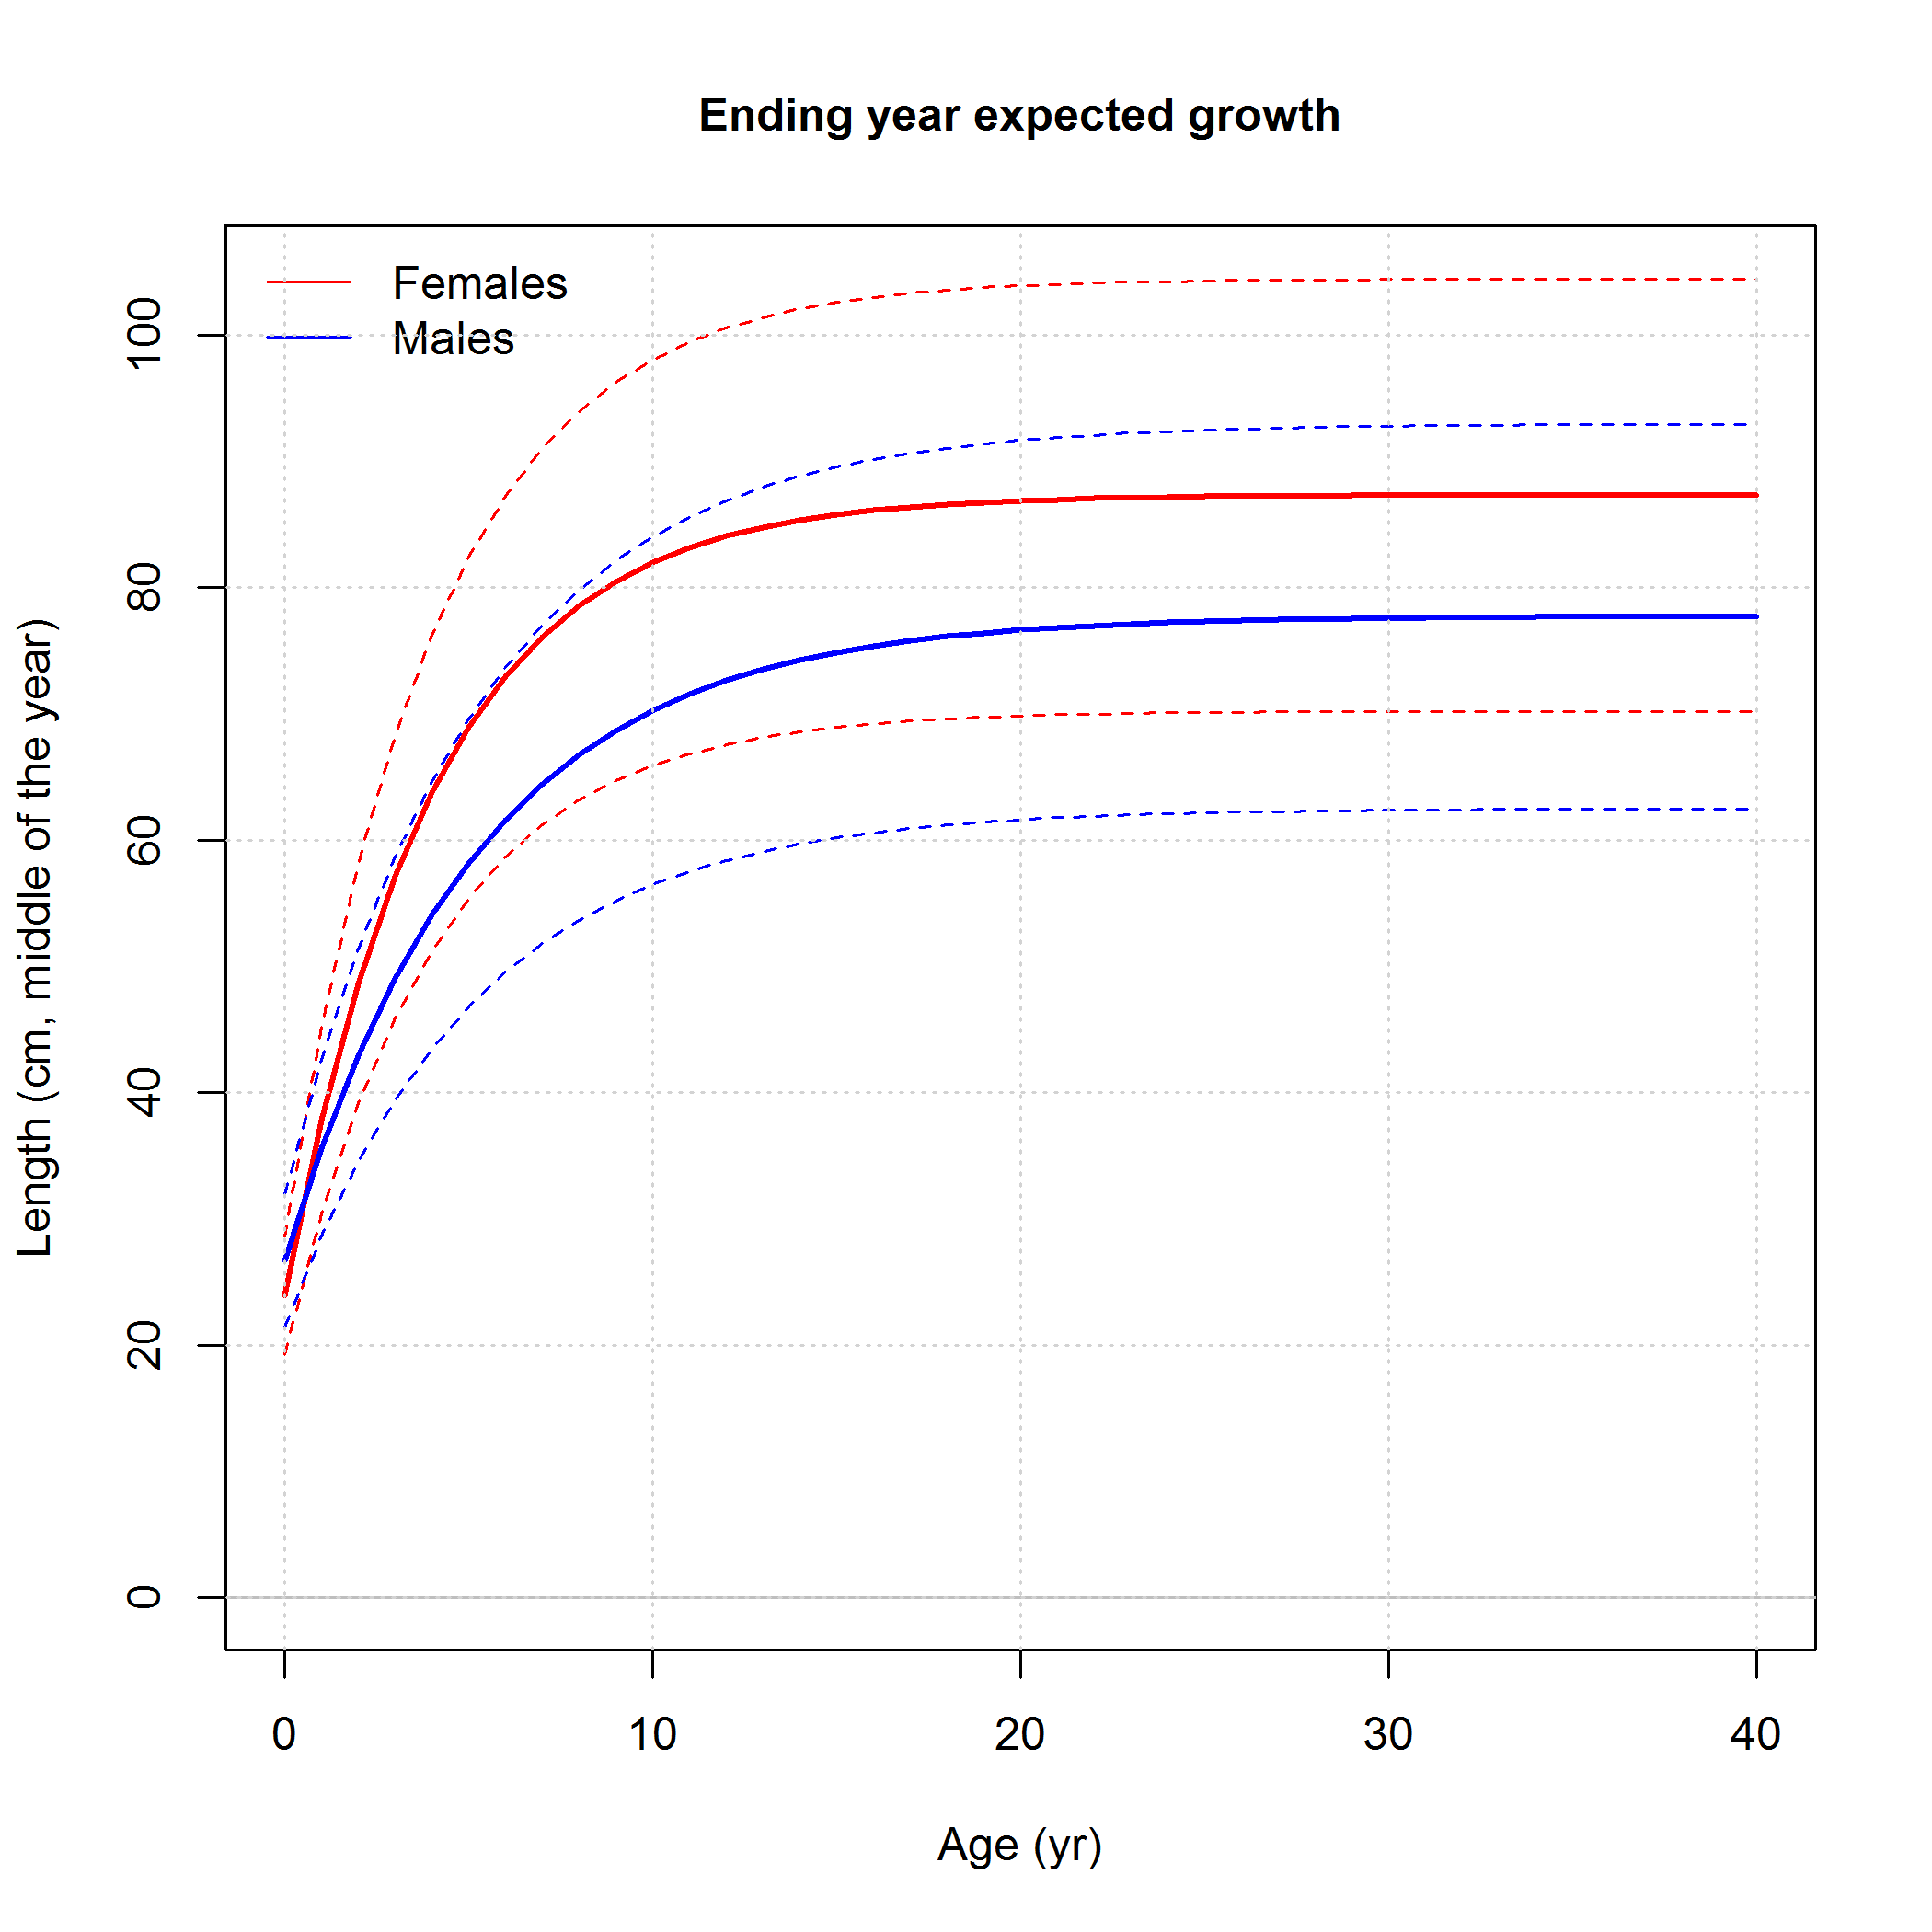 Ending year expected growth
Females
Males
Length (cm, middle of the year)
100
80
60
40
20
0
0 10 20 30 40
Age (yr)